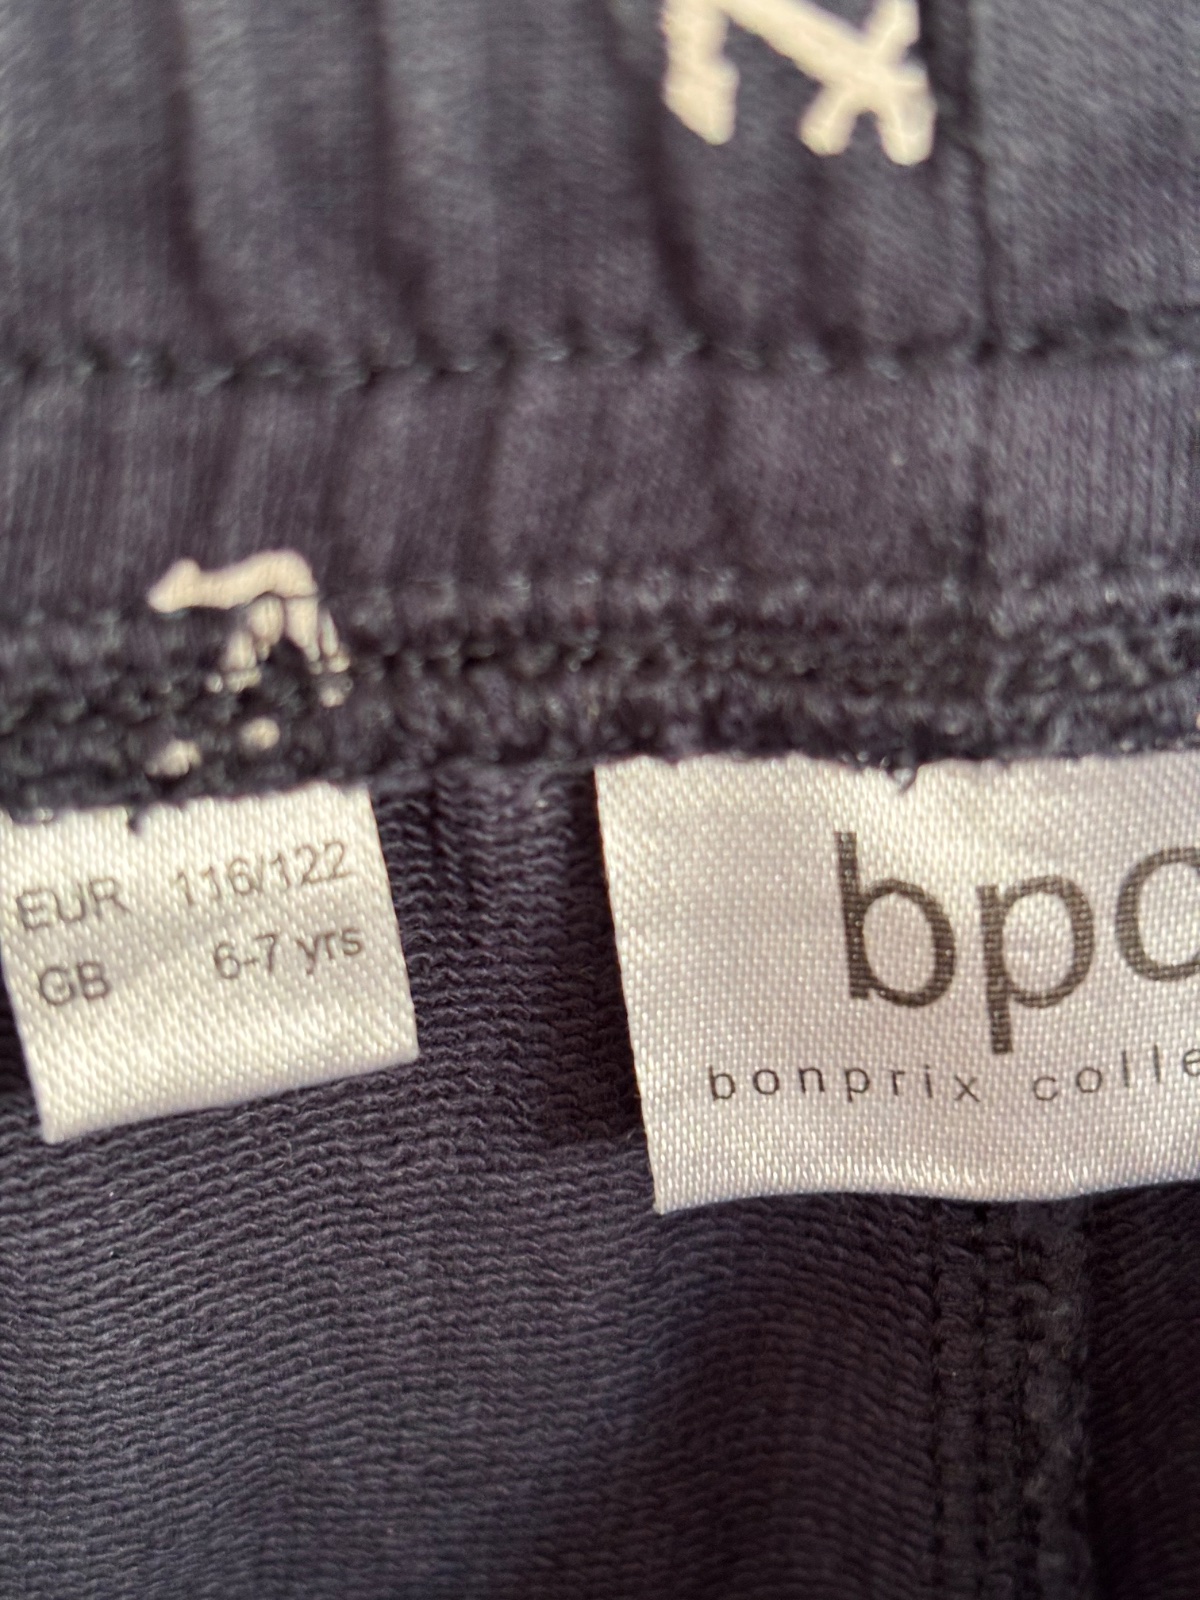 EUR 116/122
GB 6-7 yrs
bpc
bonprix colle